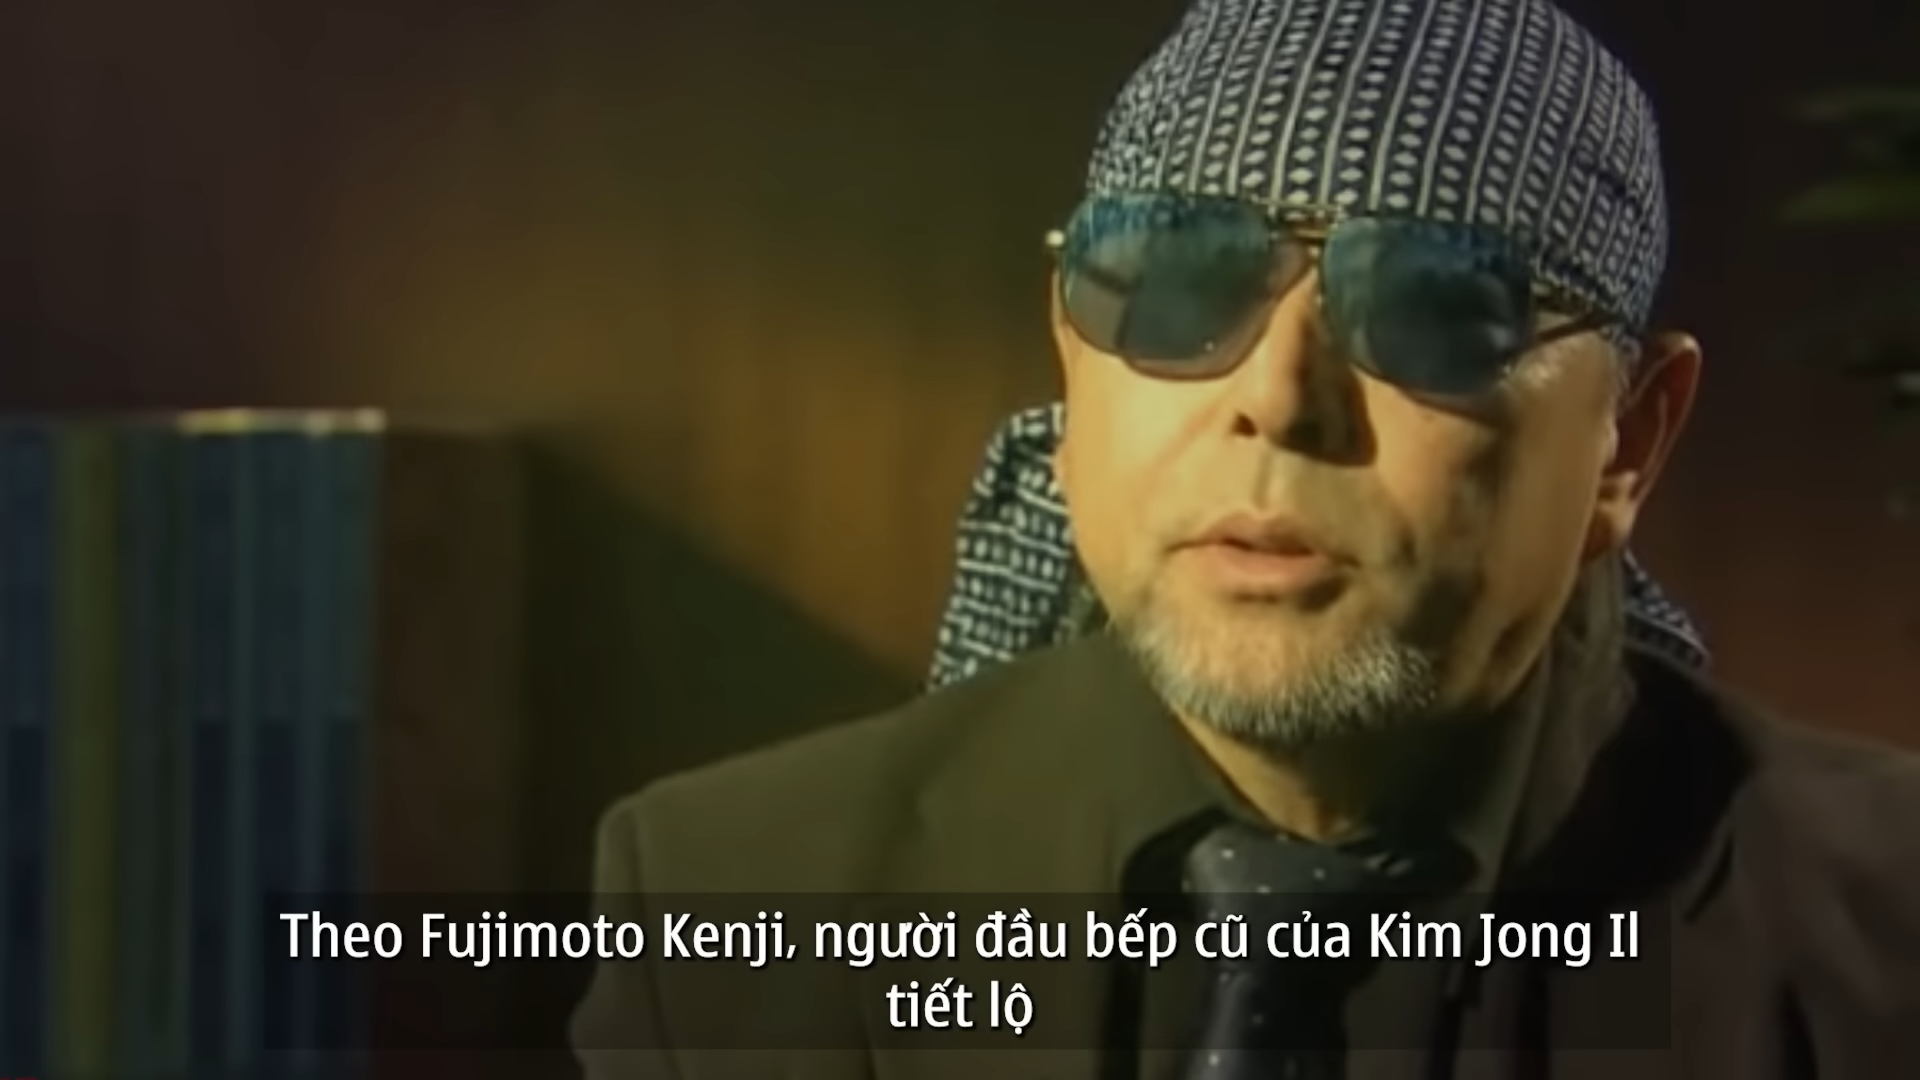 Theo Fujimoto Kenji, người đầu bếp cũ của Kim Jong Il
tiết lộ